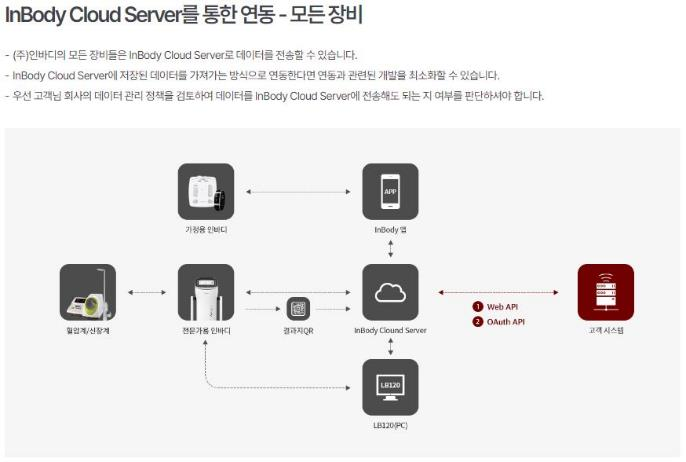 InBody Cloud Server를 통한 연동 - 모든 장비
- (주)인바디의 모든 장비들은 InBody Cloud Server로 데이터를 전송할 수 있습니다.
- InBody Cloud Server에 저장된 데이터를 가져가는 방식으로 연동한다면 연동과 관련된 개발을 최소화할 수 있습니다.
- 우선 고객님 회사의 데이터 관리 정책을 검토하여 데이터를 InBody Cloud Server에 전송해도 되는 지 여부를 판단하셔야 합니다.
APP
가정용 인바디
InBody 앱
혈압계/신장계
전문가용 인바디
결과지QR
InBody Clound Server
1 Web API
2 OAuth API
고객 시스템
LB120
LB120(PC)